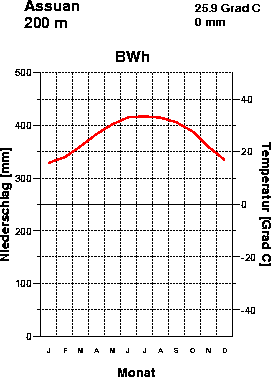 Assuan
200 m
25.9 Grad C
0 mm
BWh
500
400
300
200
100
0
40
20
0
-20
-40
Niederschlag [mm]
Temperatur [Grad C]
J F M A M J J A S O N D
Monat